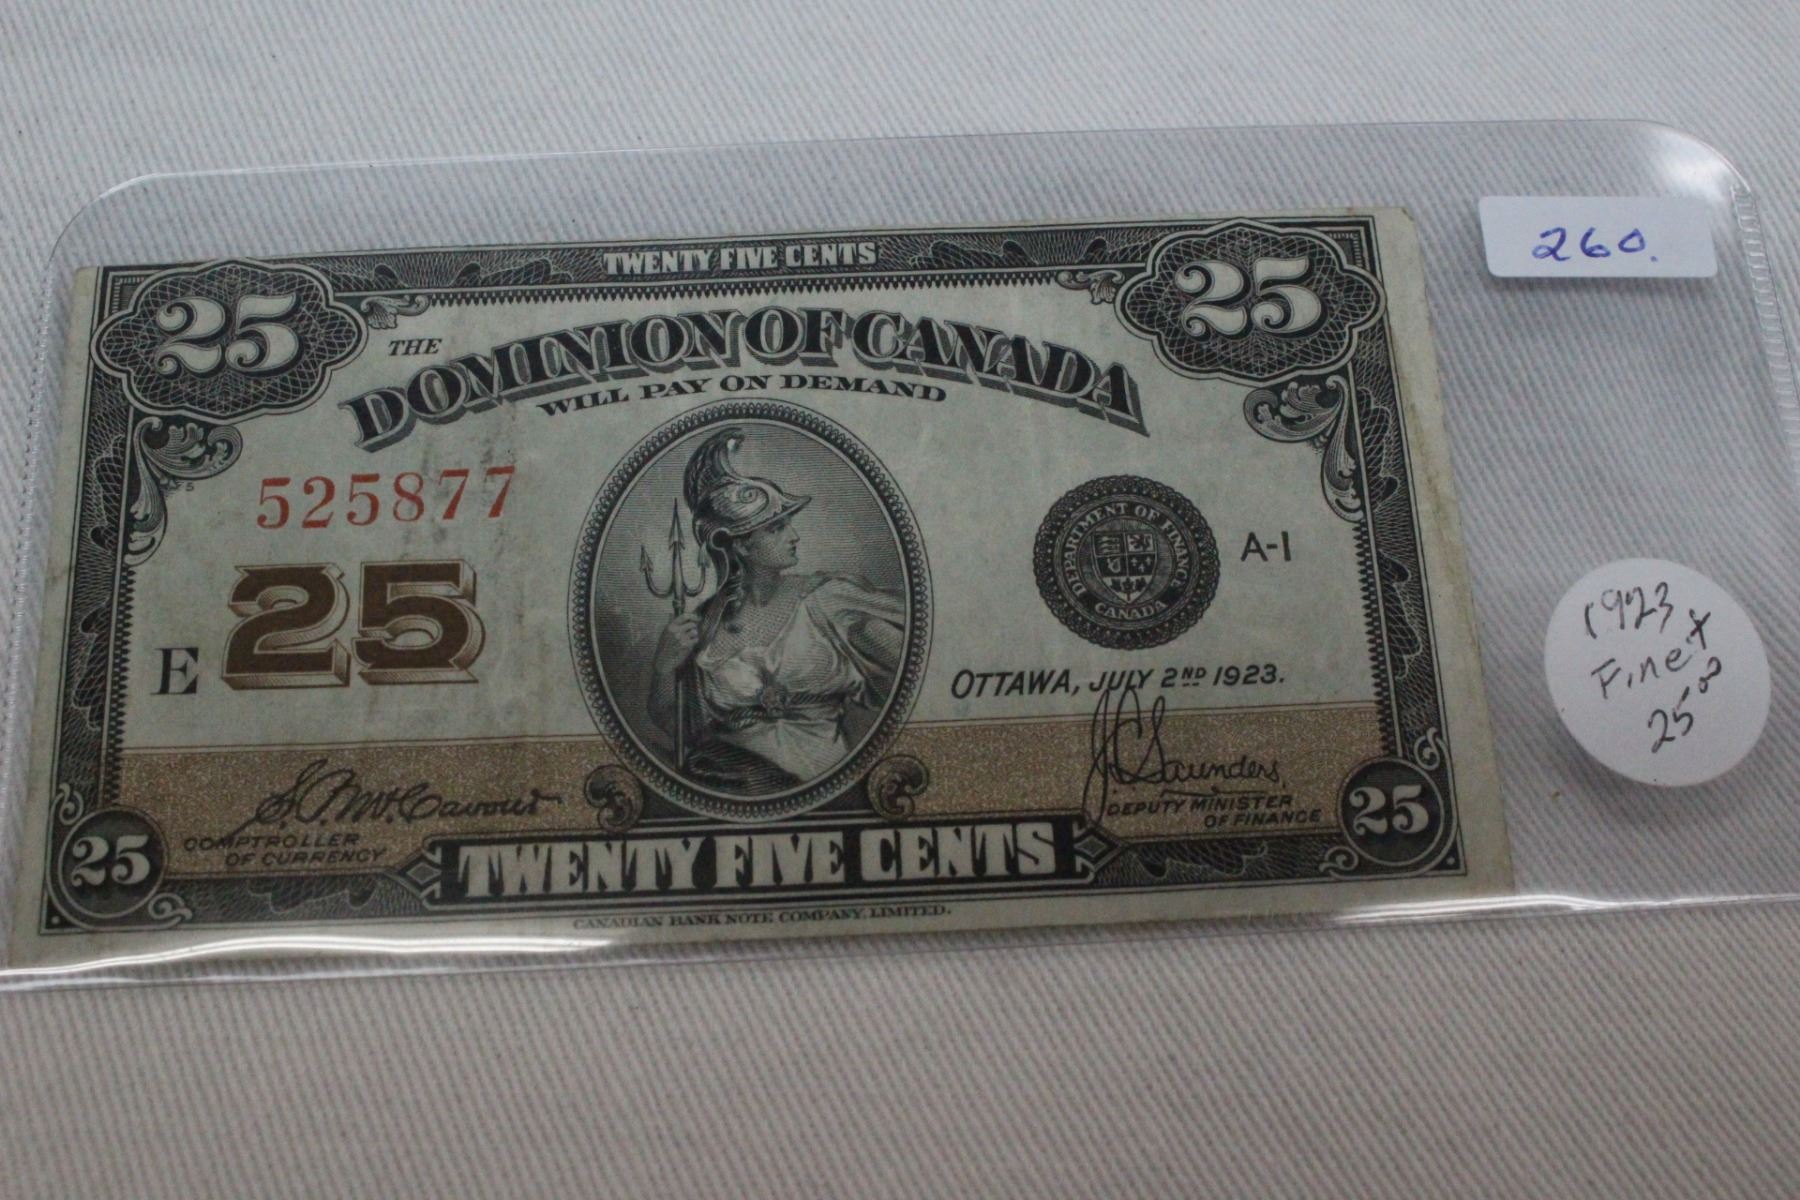 TWENTY FIVE CENTS
25
25
THE
DOMINION OF CANADA
WILL PAY ON DEMAND
525877
E 25
DEPARTMENT OF FINANCE
CANADA
A-1
OTTAWA, JULY 2ND 1923.
J.C. Saunders
COMPTROLLER
OF CURRENCY
DEPUTY MINISTER
OF FINANCE
25
TWENTY FIVE CENTS
25
CANADIAN BANK NOTE COMPANY, LIMITED.
260.
1923
Fine+
25.00